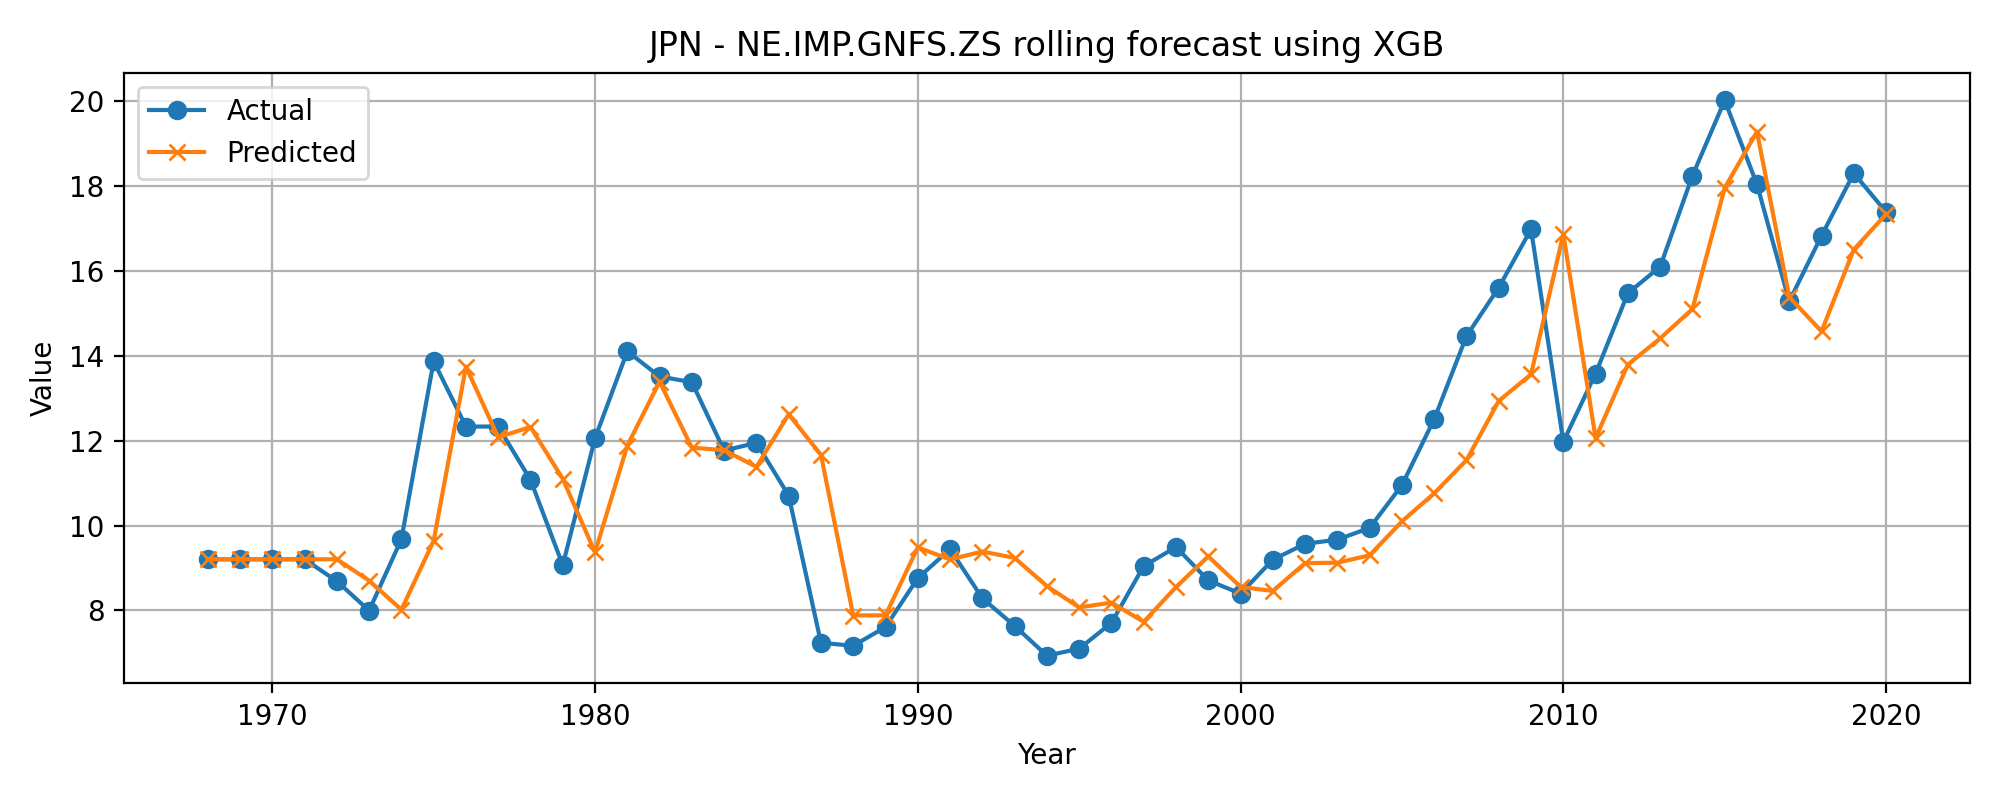 JPN - NE.IMP.GNFS.ZS rolling forecast using XGB
Actual
Predicted
20
18
16
14
12
10
8
Value
1970 1980 1990 2000 2010 2020
Year